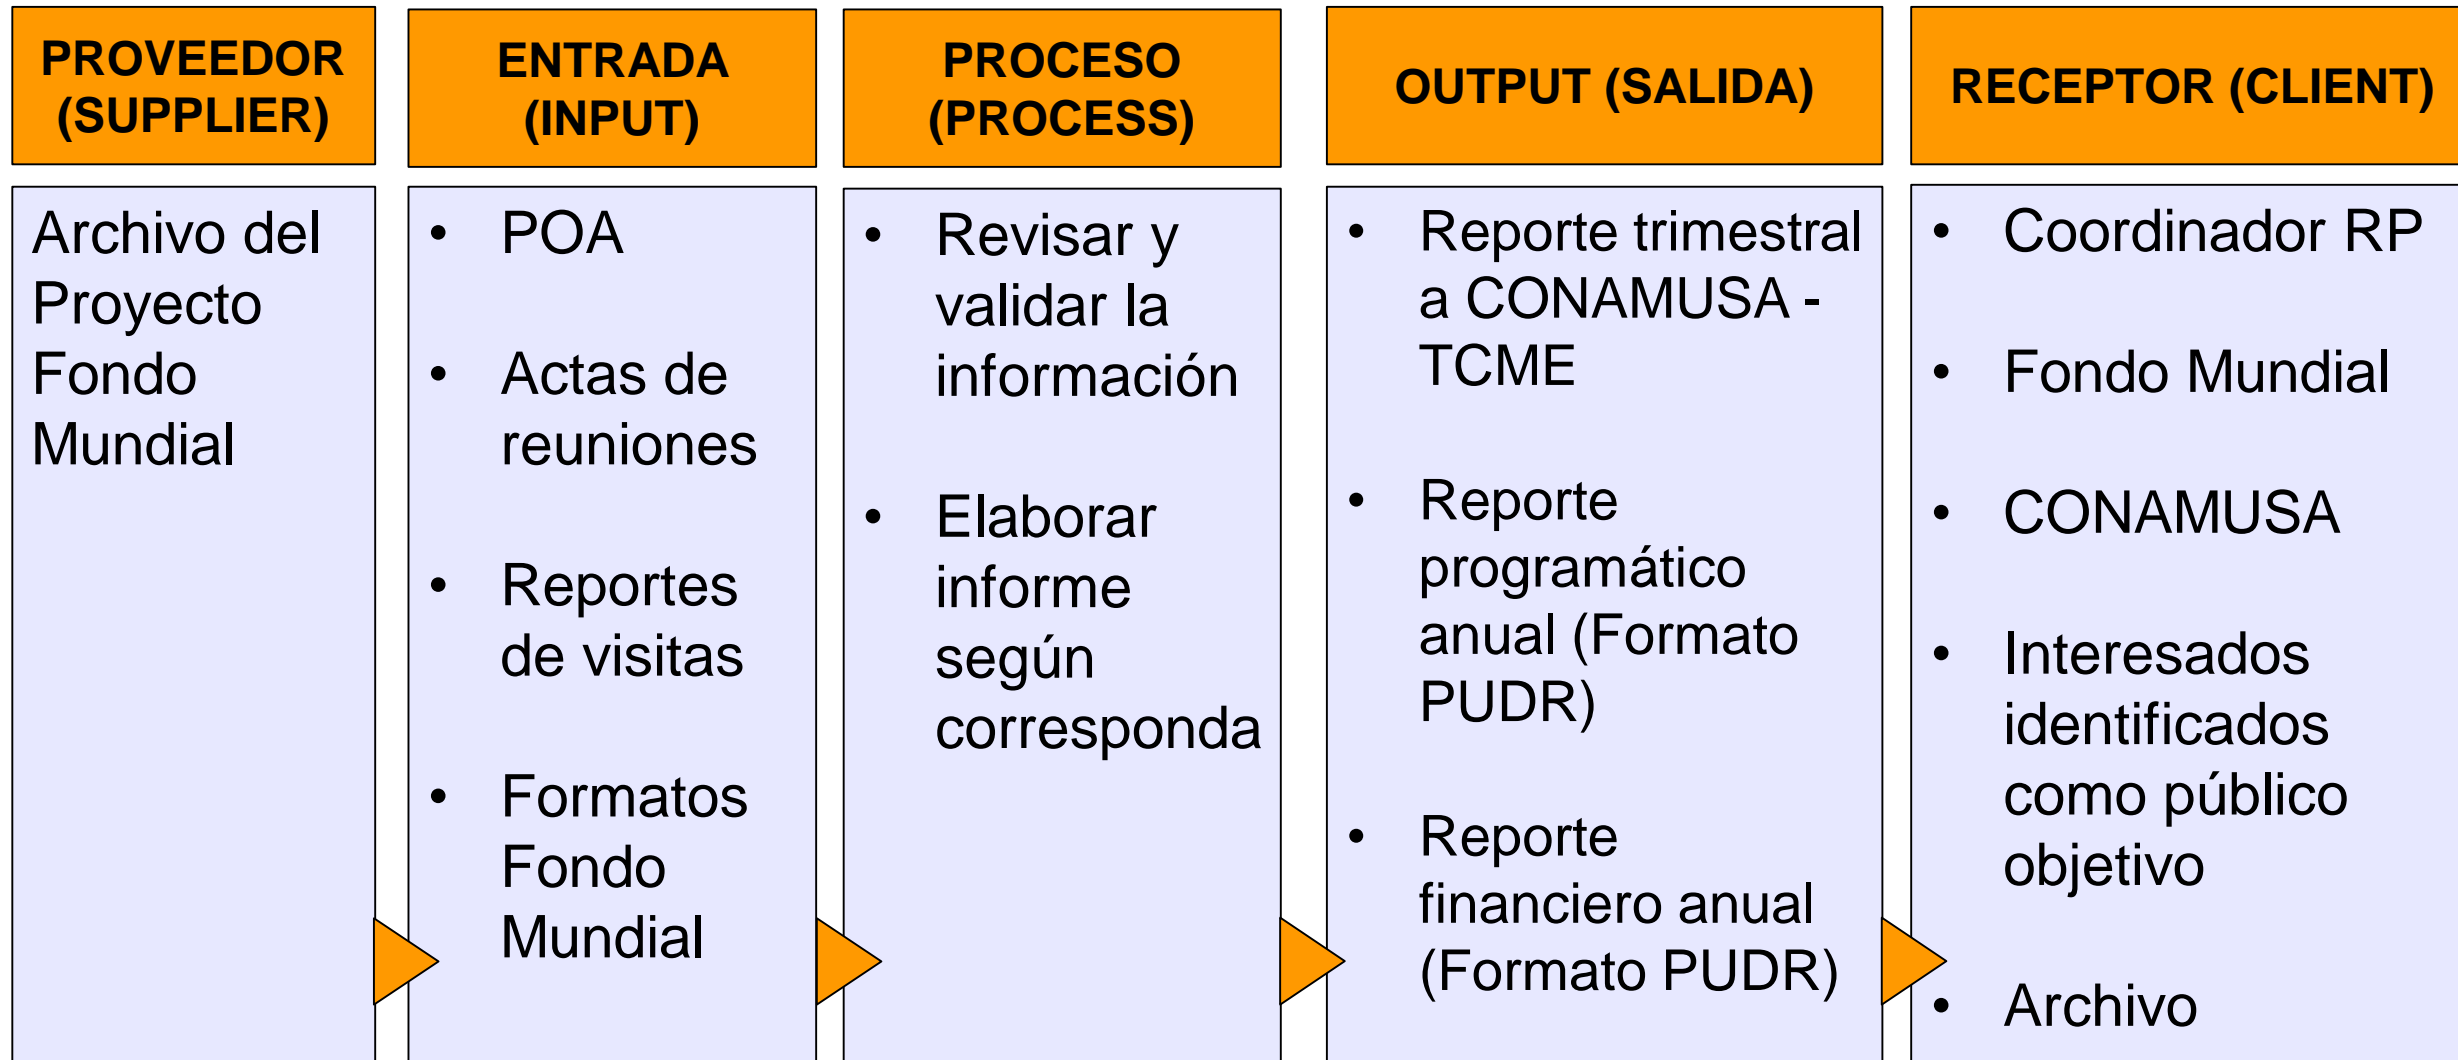 PROVEEDOR
(SUPPLIER)
Archivo del
Proyecto
Fondo
Mundial
ENTRADA
(INPUT)
• POA
• Actas de
reuniones
• Reportes
de visitas
• Formatos
Fondo
Mundial
PROCESO
(PROCESS)
• Revisar y
validar la
información
• Elaborar
informe
según
corresponda
OUTPUT (SALIDA)
• Reporte trimestral
a CONAMUSA -
TCME
• Reporte
programático
anual (Formato
PUDR)
• Reporte
financiero anual
(Formato PUDR)
RECEPTOR (CLIENT)
• Coordinador RP
• Fondo Mundial
• CONAMUSA
• Interesados
identificados
como público
objetivo
• Archivo